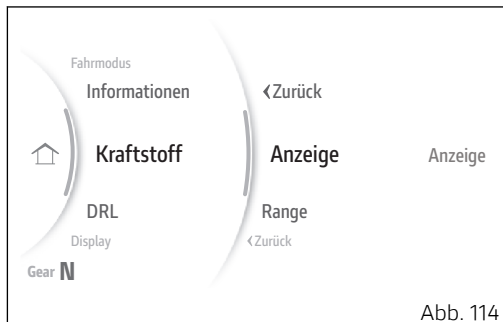 Fahrmodus
Informationen
‹Zurück
Kraftstoff
Anzeige
Anzeige
DRL
Range
Display
‹Zurück
Gear N
Abb. 114